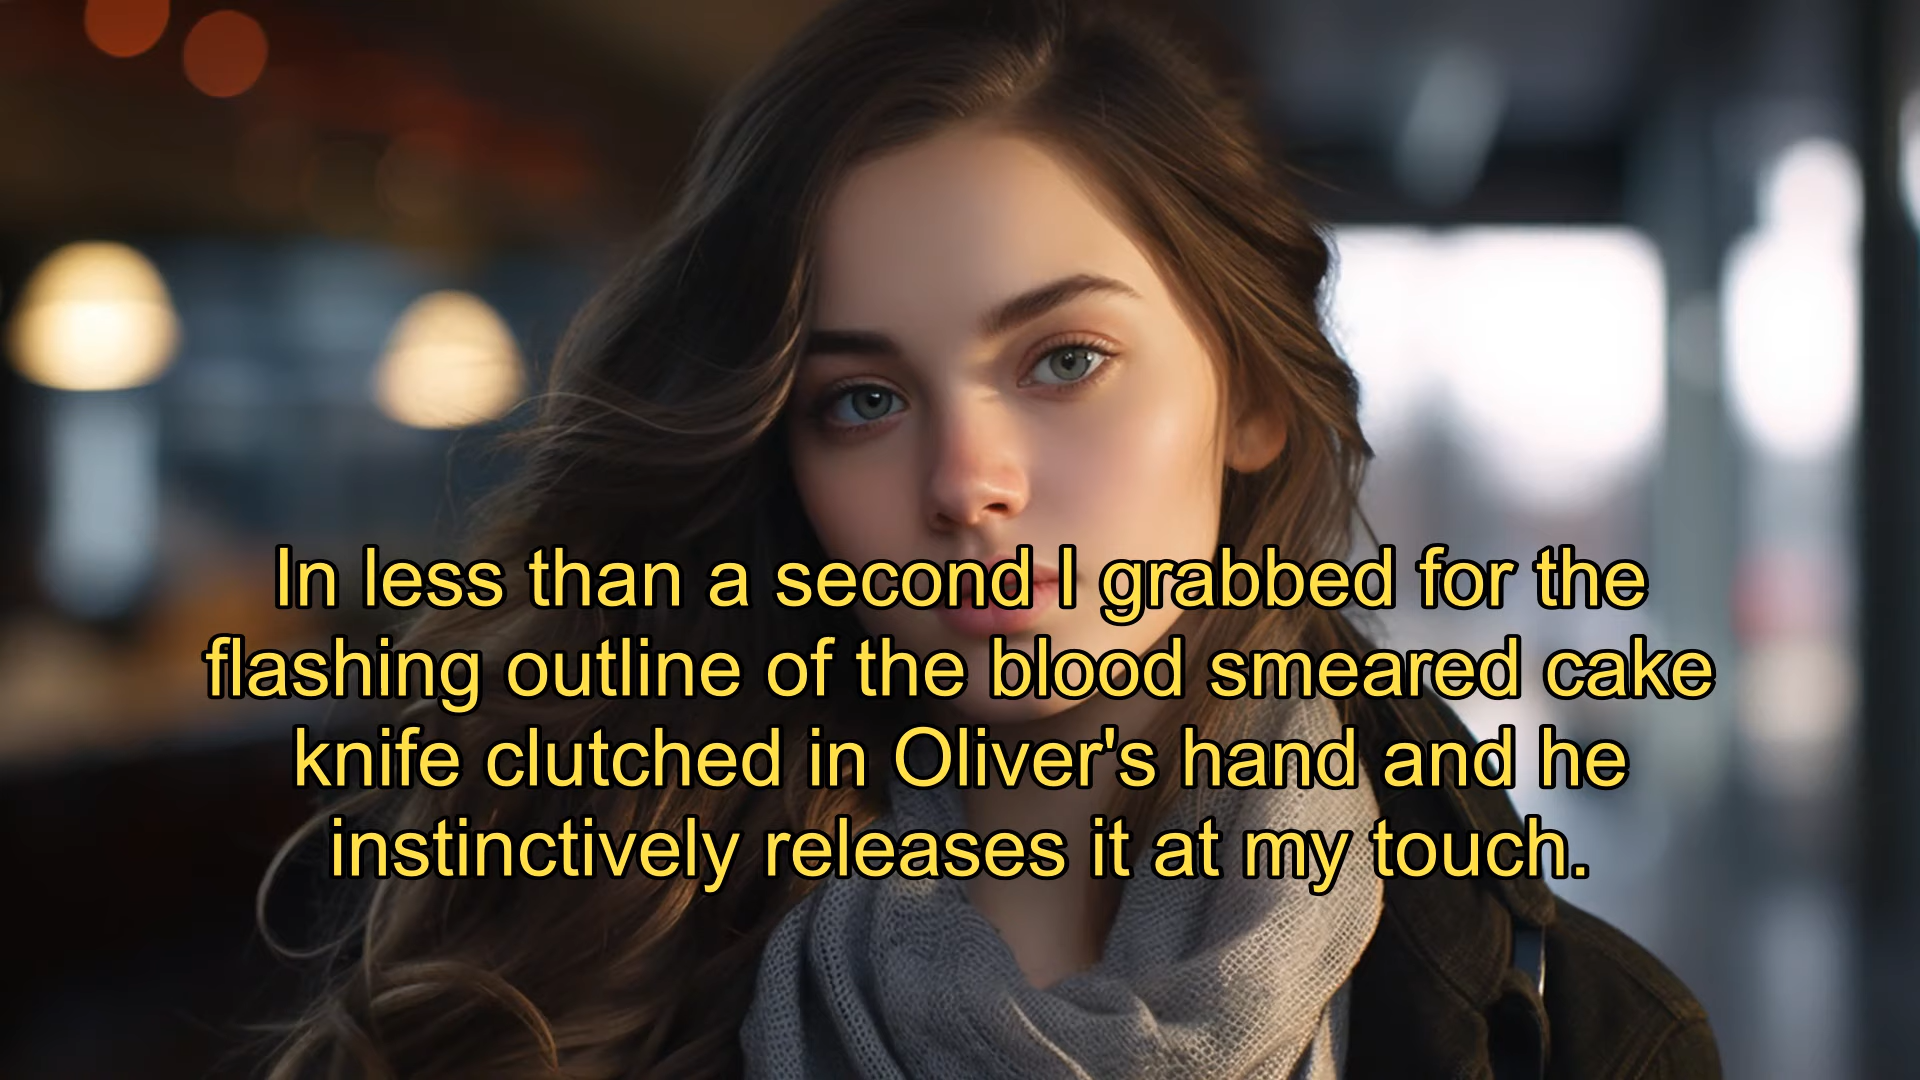 In less than a second I grabbed for the
flashing outline of the blood smeared cake
knife clutched in Oliver's hand and he
instinctively releases it at my touch.